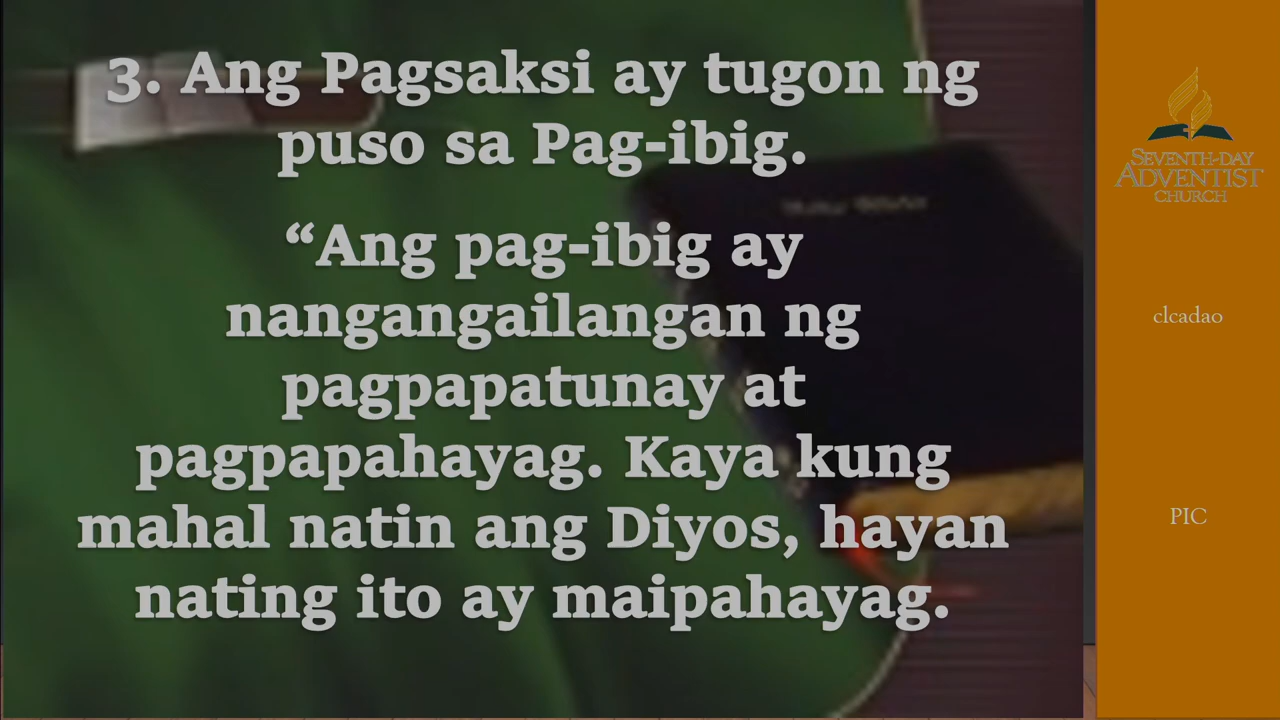 3. Ang Pagsaksi ay tugon ng
puso sa Pag-ibig.
“Ang pag-ibig ay
nangangailangan ng
pagpapatunay at
pagpapahayag. Kaya kung
mahal natin ang Diyos, hayan
nating ito ay maipahayag.
SEVENTH-DAY
ADVENTIST
CHURCH
clcadao
PIC